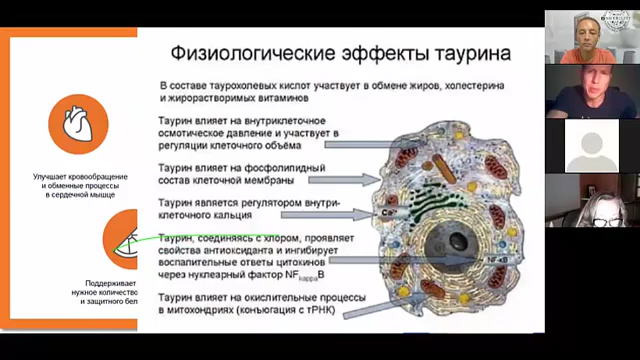 Физиологические эффекты таурина
В составе таурохолевых кислот участвует в обмене жиров, холестерина
и жирорастворимых витаминов
Таурин влияет на внутриклеточное
осмотическое давление и участвует в
регуляции клеточного объёма
Таурин влияет на фосфолипидный
состав клеточной мембраны
Таурин является регулятором внутри-
клеточного кальция
Таурин, соединяясь с хлором, проявляет
свойства антиоксиданта и ингибирует
воспалительные ответы цитокинов
через нуклеарный фактор NFkappaB
Таурин влияет на окислительные процессы
в митохондриях (конъюгация с тРНК)
Ca²⁺
NF-κB
Улучшает кровообращение
и обменные процессы
в сердечной мышце
Поддерживает
нужное количество
и защитного бел